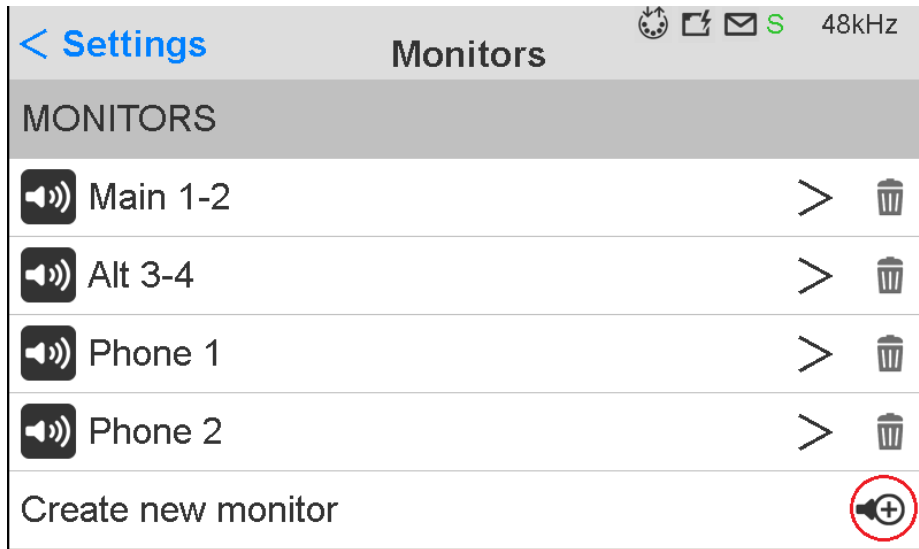 < Settings
Monitors
S 48kHz
MONITORS
Main 1-2
Alt 3-4
Phone 1
Phone 2
Create new monitor